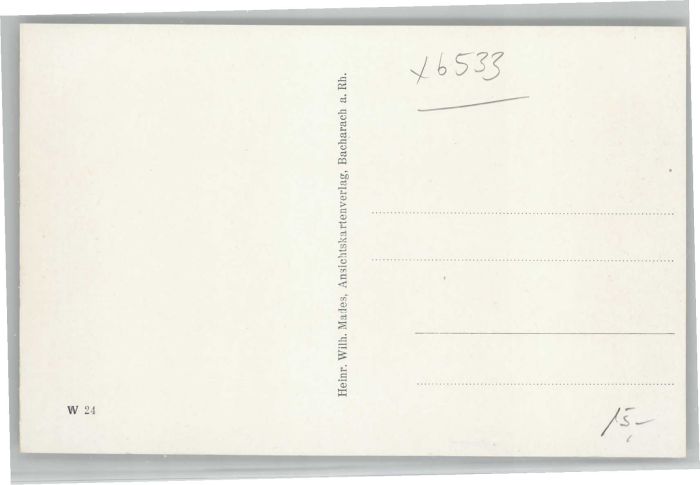 x6533
Heinr. Wilh. Mades, Ansichtskartenverlag, Bacharach a. Rh.
W 24
15,-